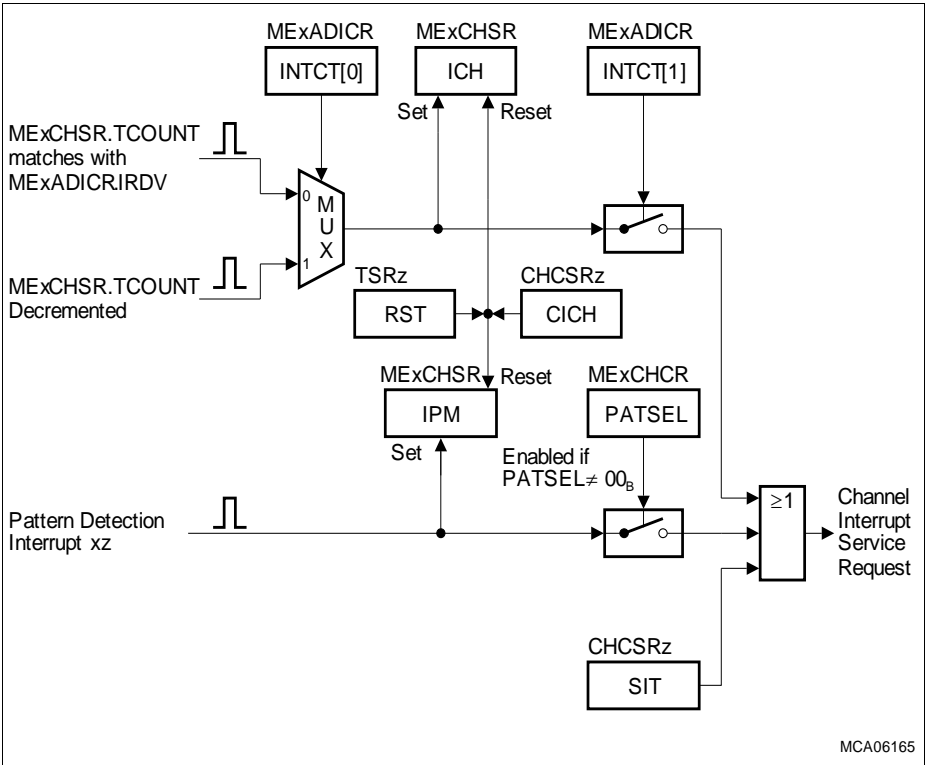 MExADICR
INTCT[0]
MExCHSR
ICH
MExADICR
INTCT[1]
Set
Reset
MExCHSR.TCOUNT
matches with
MExADICR.IRDV
0
M
U
X
1
MExCHSR.TCOUNT
Decremented
TSRz
RST
CHCSRz
CICH
MExCHSR
Reset
IPM
Set
MExCHCR
PATSEL
Enabled if
PATSEL≠ 00B
Pattern Detection
Interrupt xz
≥1
Channel
Interrupt
Service
Request
CHCSRz
SIT
MCA06165